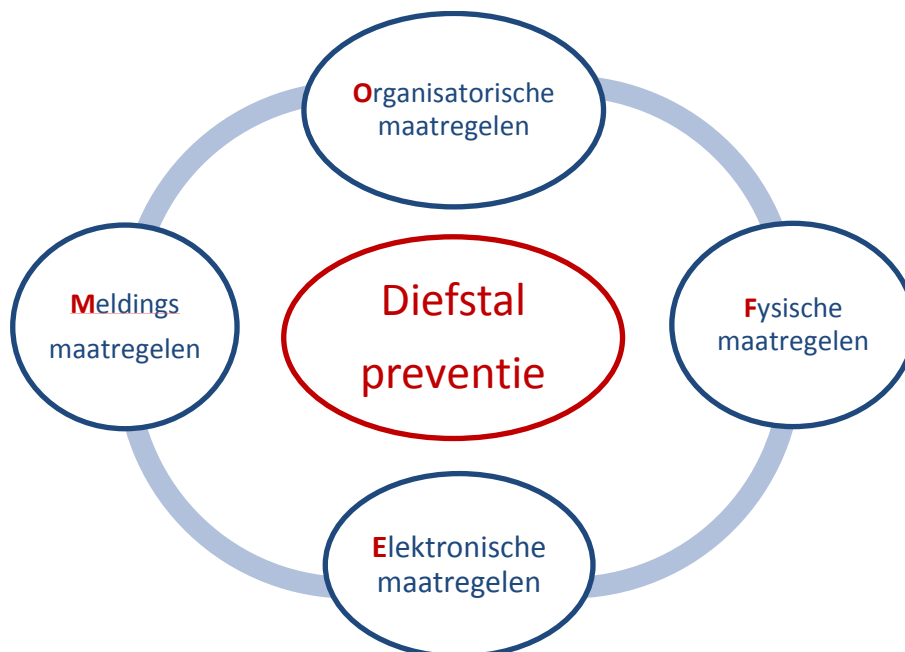 Organisatorische
maatregelen
Meldings
maatregelen
Diefstal
preventie
Fysische
maatregelen
Elektronische
maatregelen